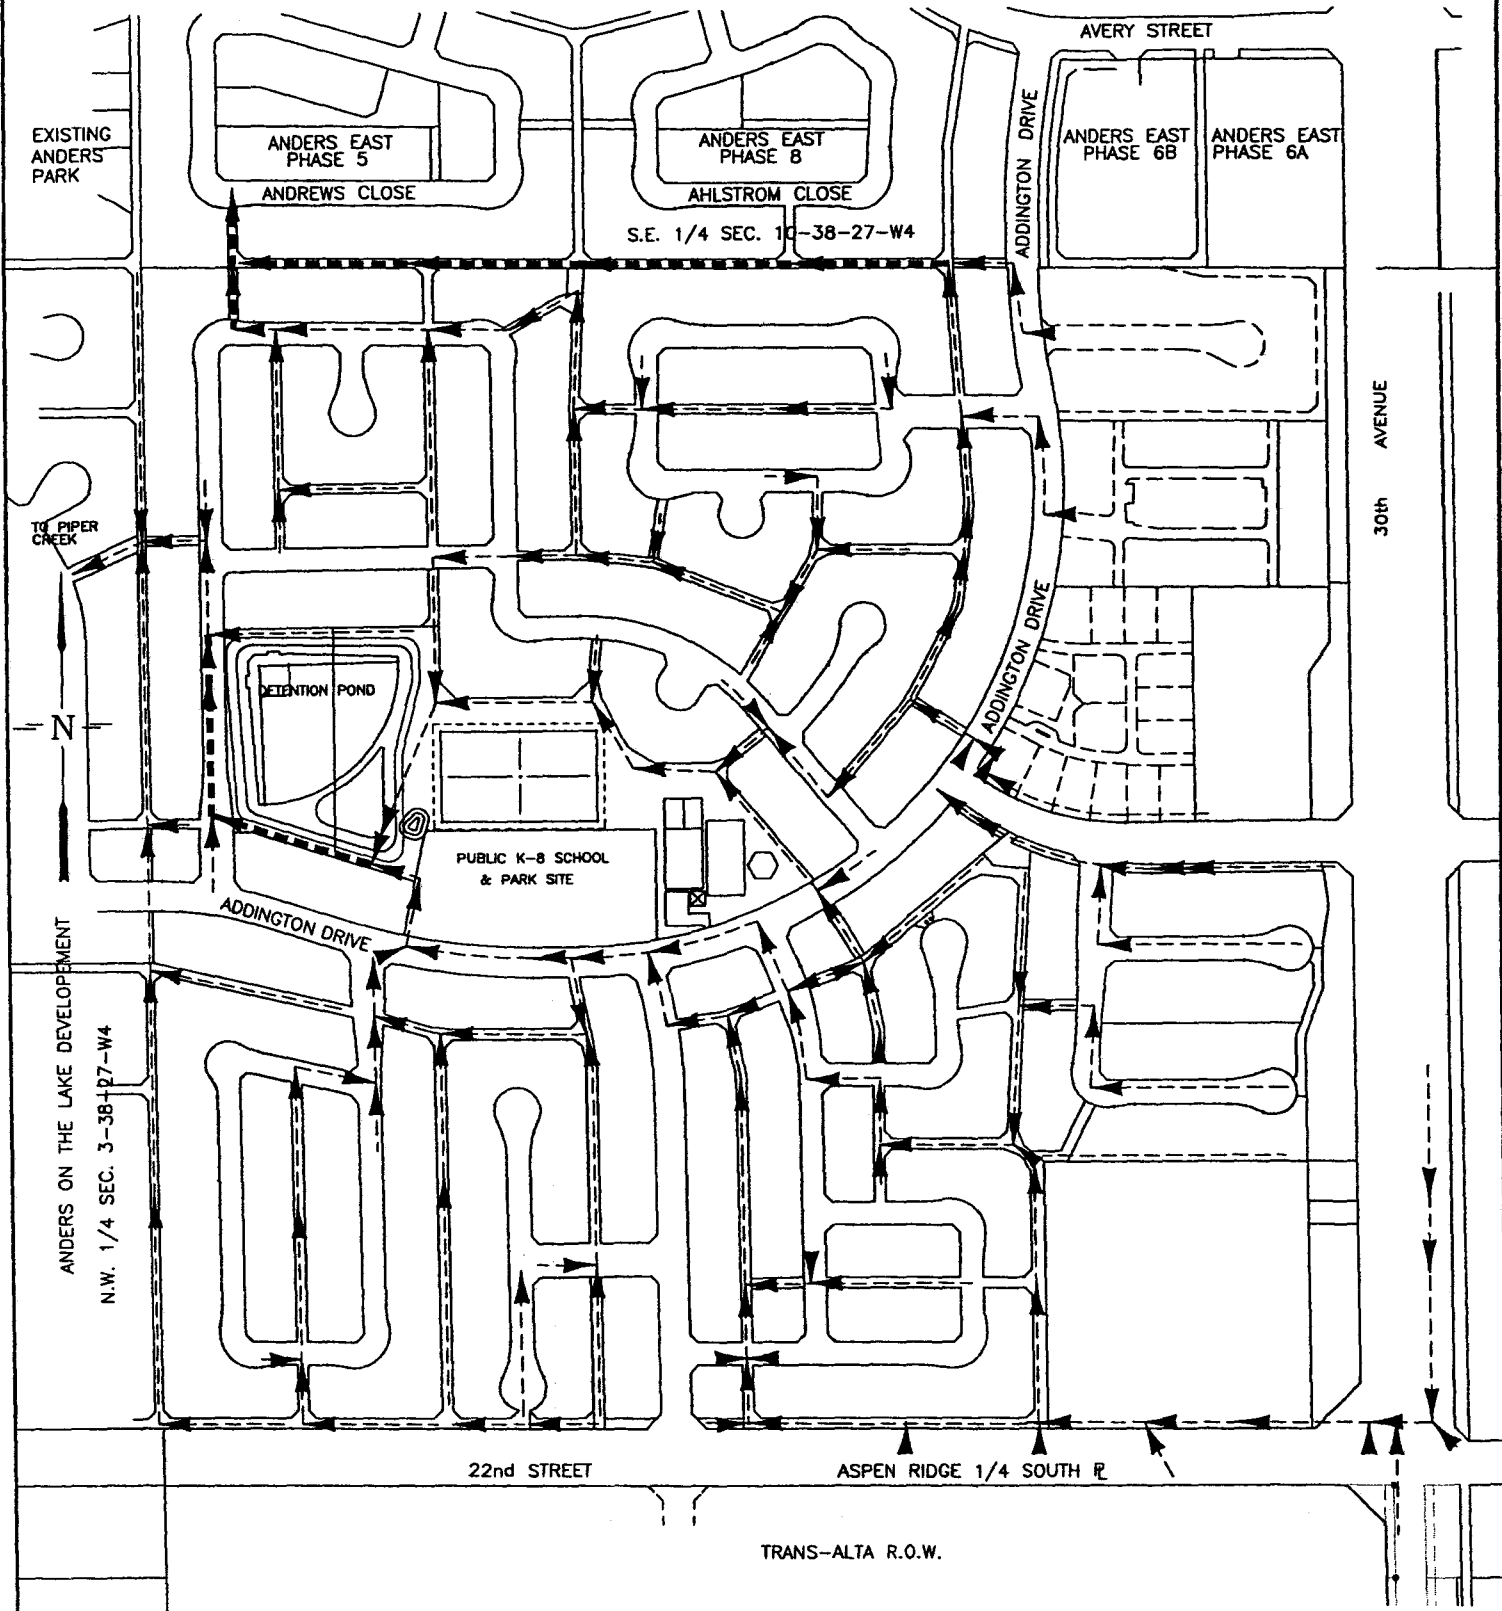 AVERY STREET
EXISTING
ANDERS
PARK
ANDERS EAST
PHASE 5
ANDERS EAST
PHASE 8
ADDINGTON DRIVE
ANDERS EAST
PHASE 6B
ANDERS EAST
PHASE 6A
ANDREWS CLOSE
AHLSTROM CLOSE
S.E. 1/4 SEC. 10-38-27-W4
30th AVENUE
TO PIPER
CREEK
ADDINGTON DRIVE
DETENTION POND
N
PUBLIC K-8 SCHOOL
& PARK SITE
ADDINGTON DRIVE
ANDERS ON THE LAKE DEVELOPEMENT
N.W. 1/4 SEC. 3-38-27-W4
22nd STREET
ASPEN RIDGE 1/4 SOUTH ⅊
TRANS-ALTA R.O.W.